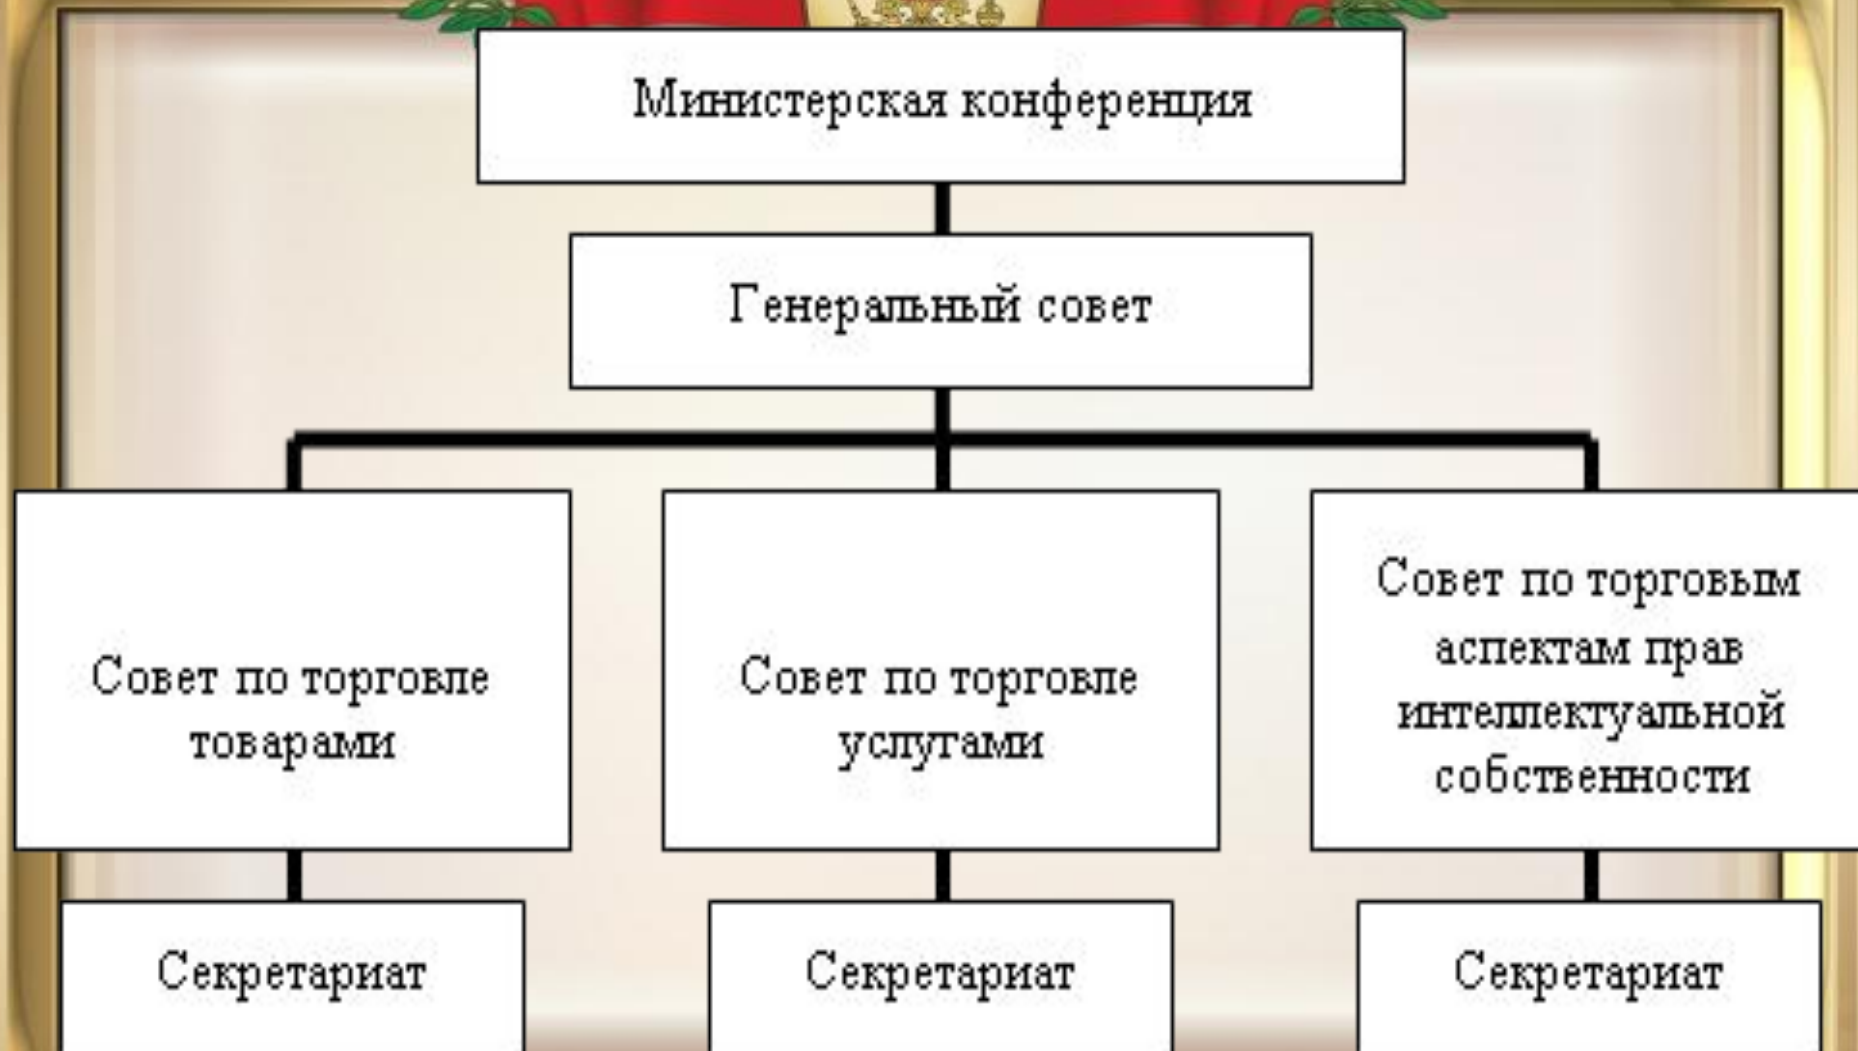 Министерская конференция
Генеральный совет
Совет по торговле
товарами
Совет по торговле
услугами
Совет по торговым
аспектам прав
интеллектуальной
собственности
Секретариат
Секретариат
Секретариат